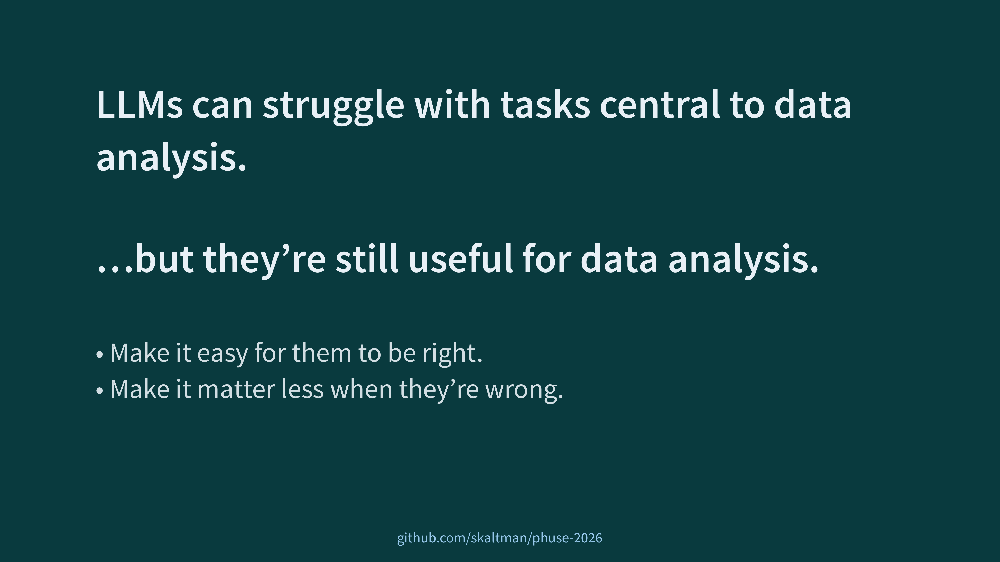 LLMs can struggle with tasks central to data
analysis.
…but they’re still useful for data analysis.
• Make it easy for them to be right.
• Make it matter less when they’re wrong.
github.com/skaltman/phuse-2026